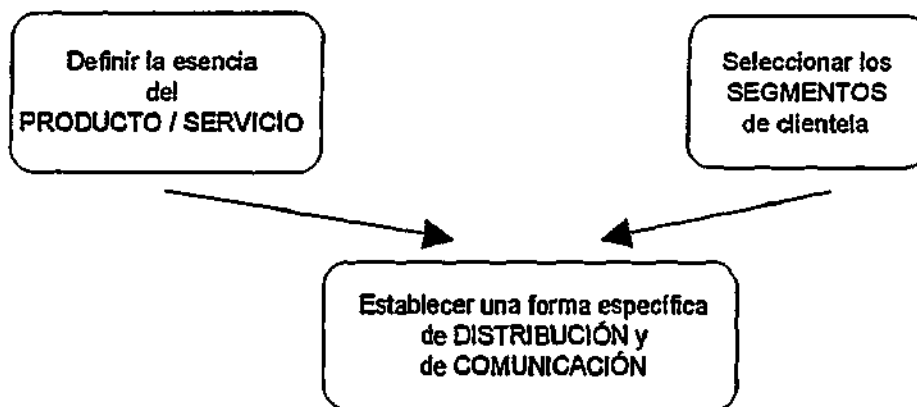 Definir la esencia
del
PRODUCTO / SERVICIO
Seleccionar los
SEGMENTOS
de clientela
Establecer una forma específica
de DISTRIBUCIÓN y
de COMUNICACIÓN